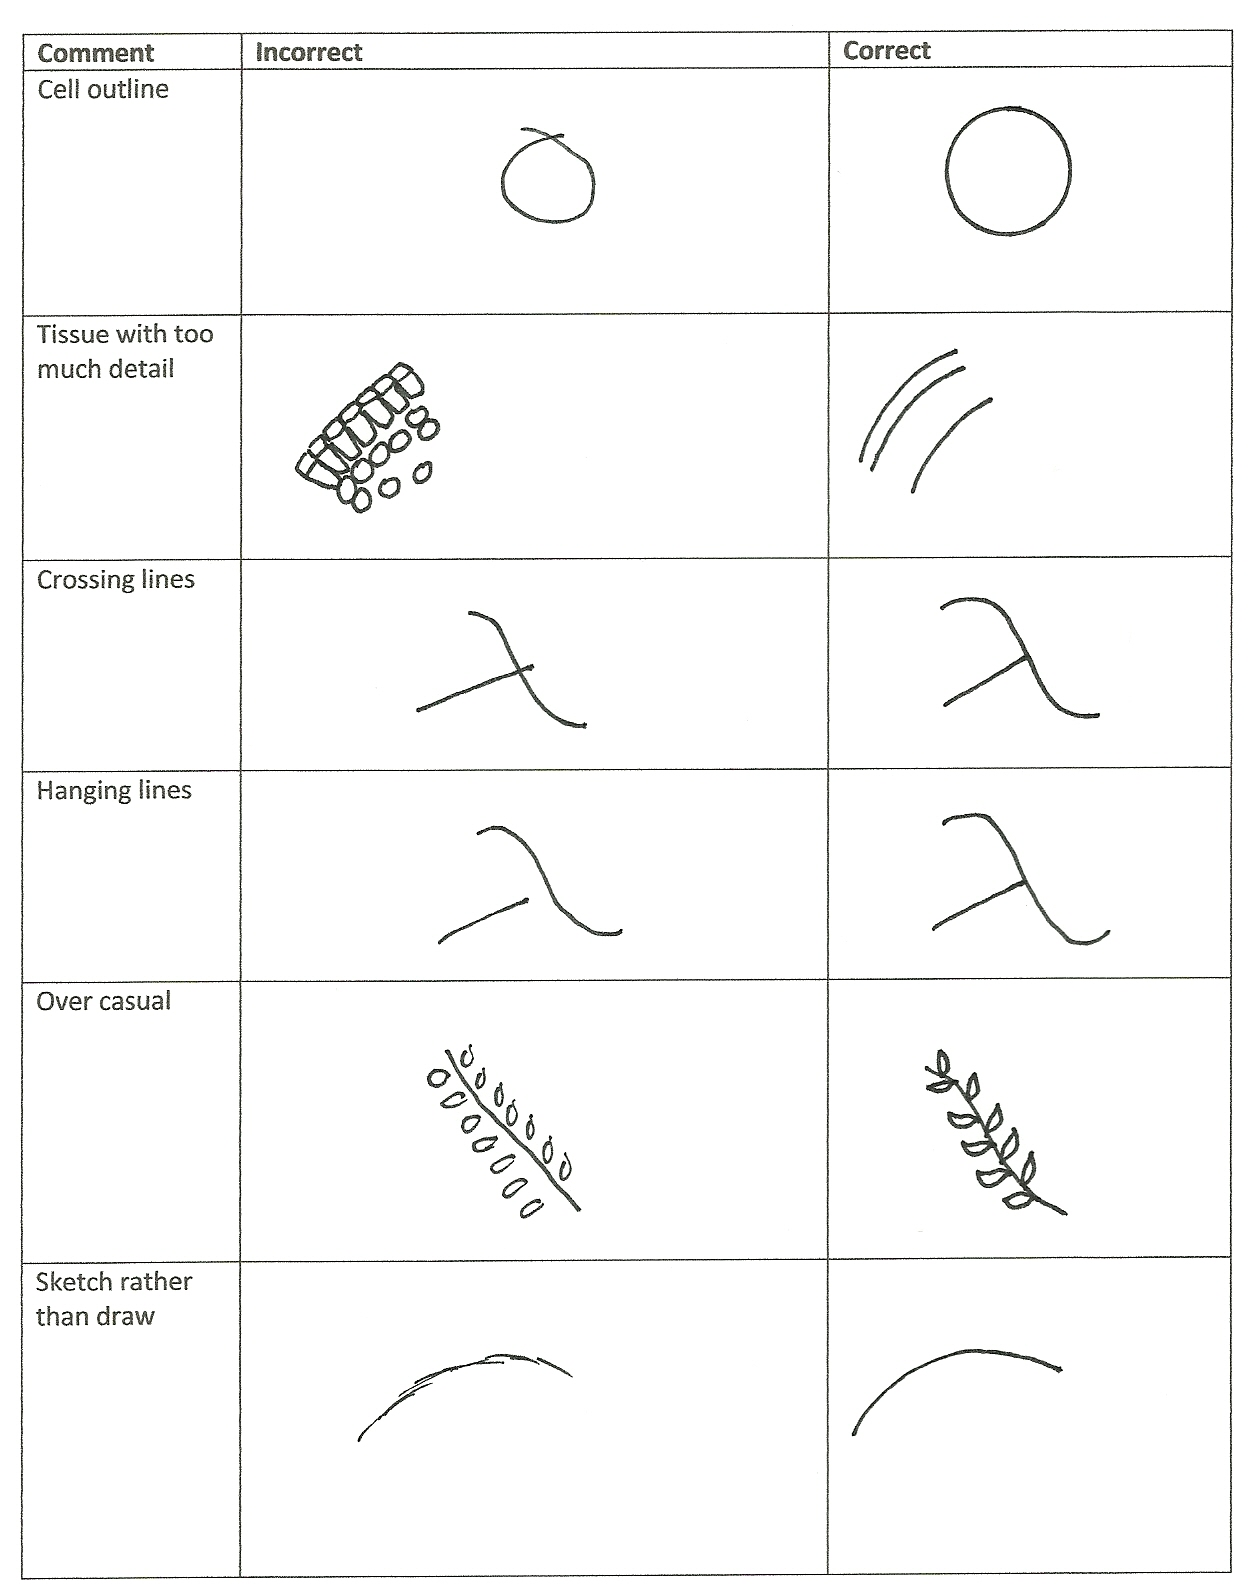 Comment Incorrect Correct
Cell outline
Tissue with too
much detail
Crossing lines
Hanging lines
Over casual
Sketch rather
than draw